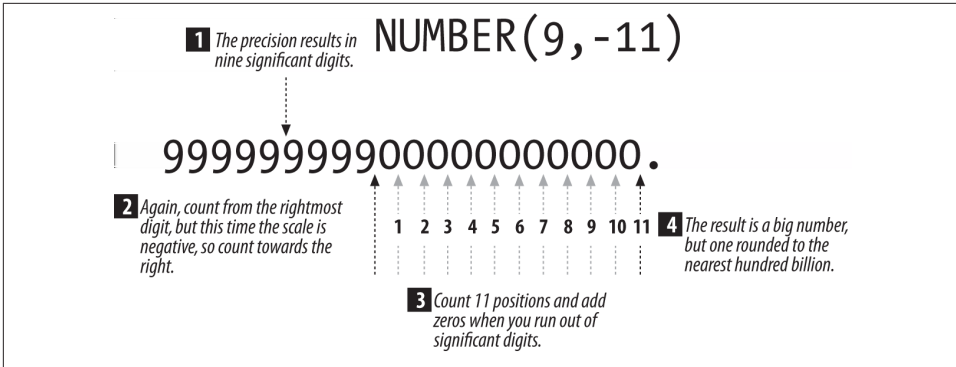 NUMBER(9,-11)
1 The precision results in
nine significant digits.
99999999900000000000.
2 Again, count from the rightmost
digit, but this time the scale is
negative, so count towards the
right.
1 2 3 4 5 6 7 8 9 10 11
4 The result is a big number,
but one rounded to the
nearest hundred billion.
3 Count 11 positions and add
zeros when you run out of
significant digits.